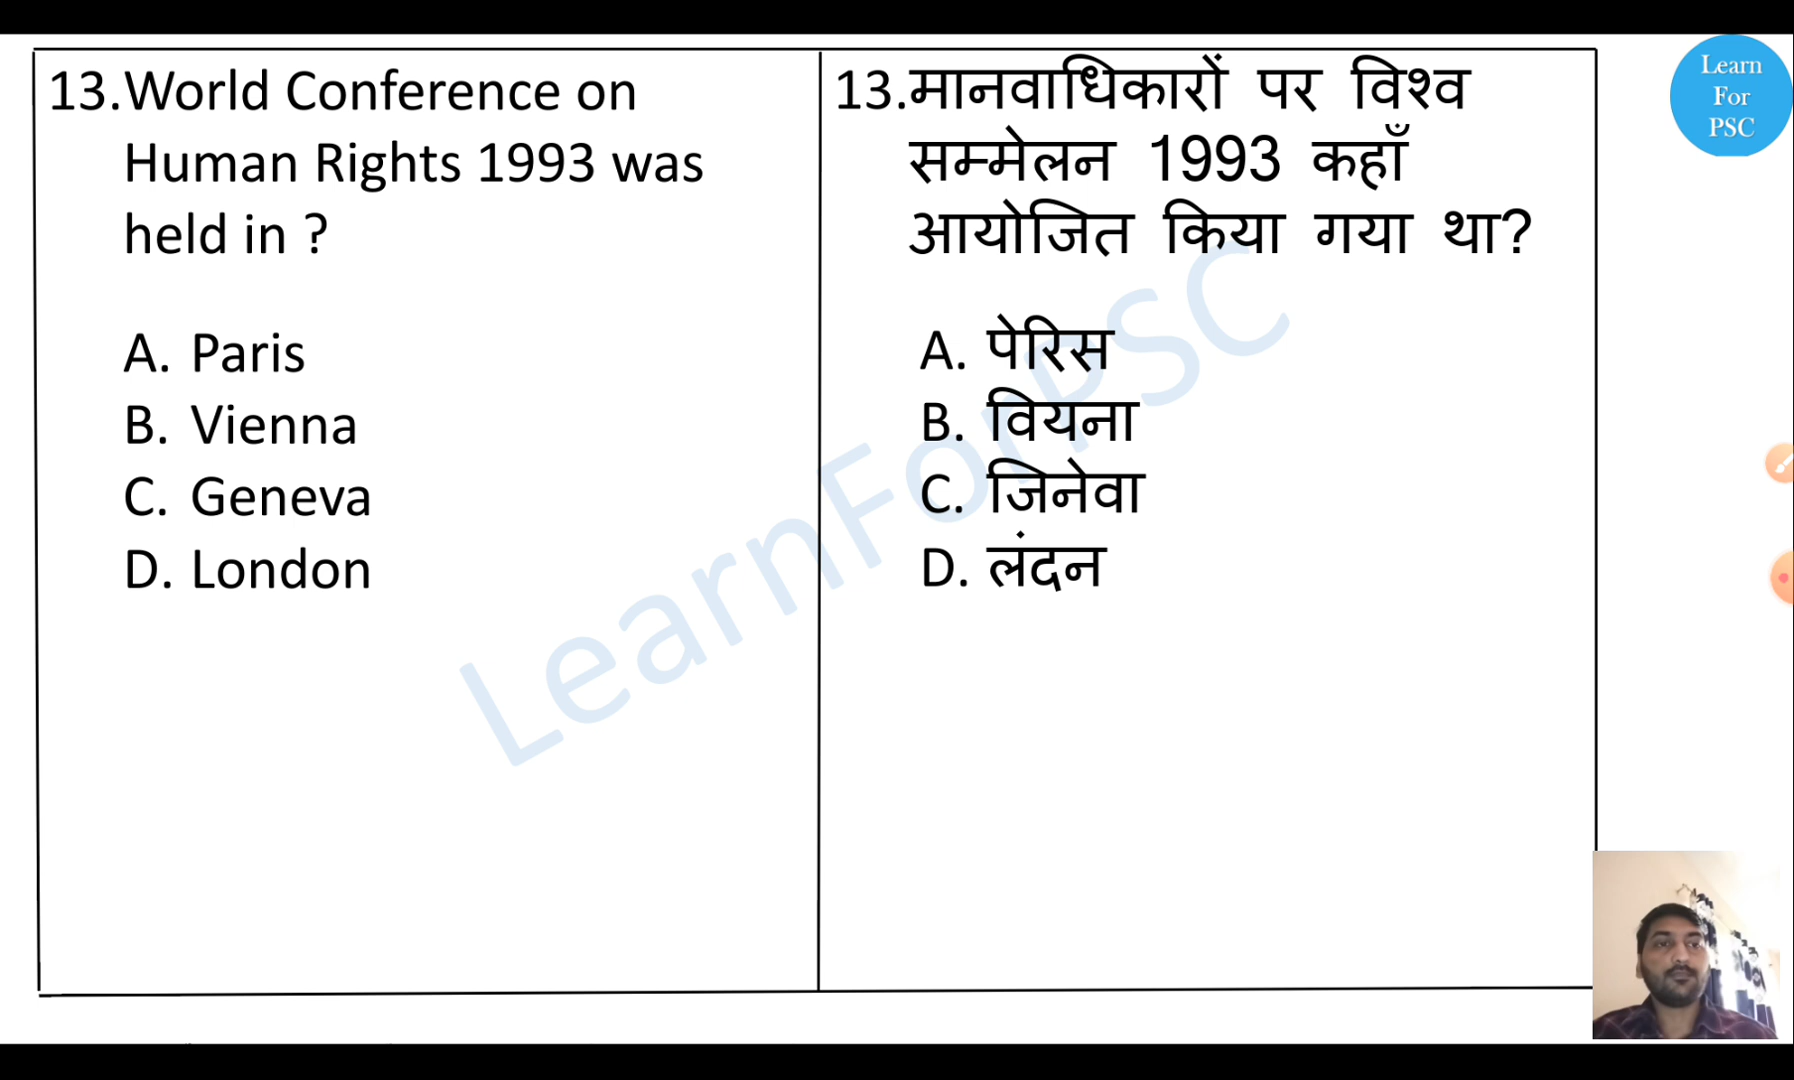 13.World Conference on
Human Rights 1993 was
held in ?
A. Paris
B. Vienna
C. Geneva
D. London
13.मानवाधिकारों पर विश्व
सम्मेलन 1993 कहाँ
आयोजित किया गया था?
A. पेरिस
B. वियना
C. जिनेवा
D. लंदन
LearnForPSC
Learn
For
PSC